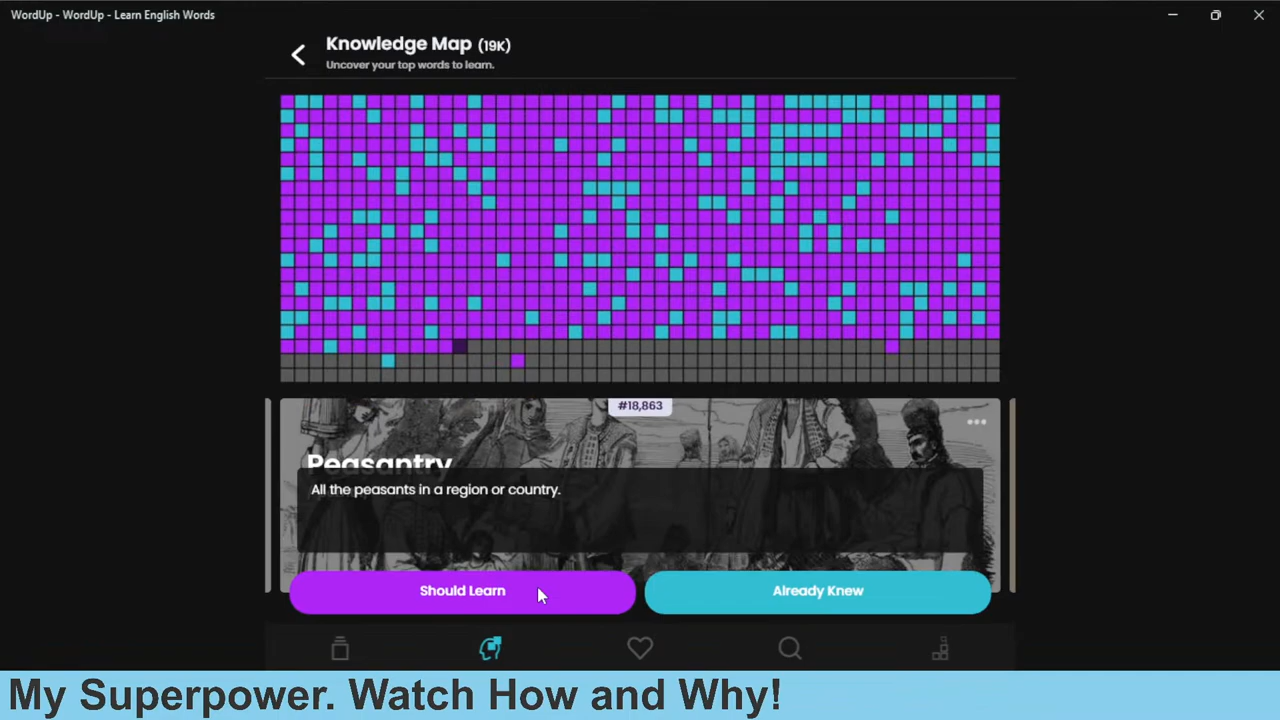 WordUp - WordUp - Learn English Words
Knowledge Map (19K)
Uncover your top words to learn.
#18,863
Peasantry
All the peasants in a region or country.
Should Learn
Already Knew
My Superpower. Watch How and Why!